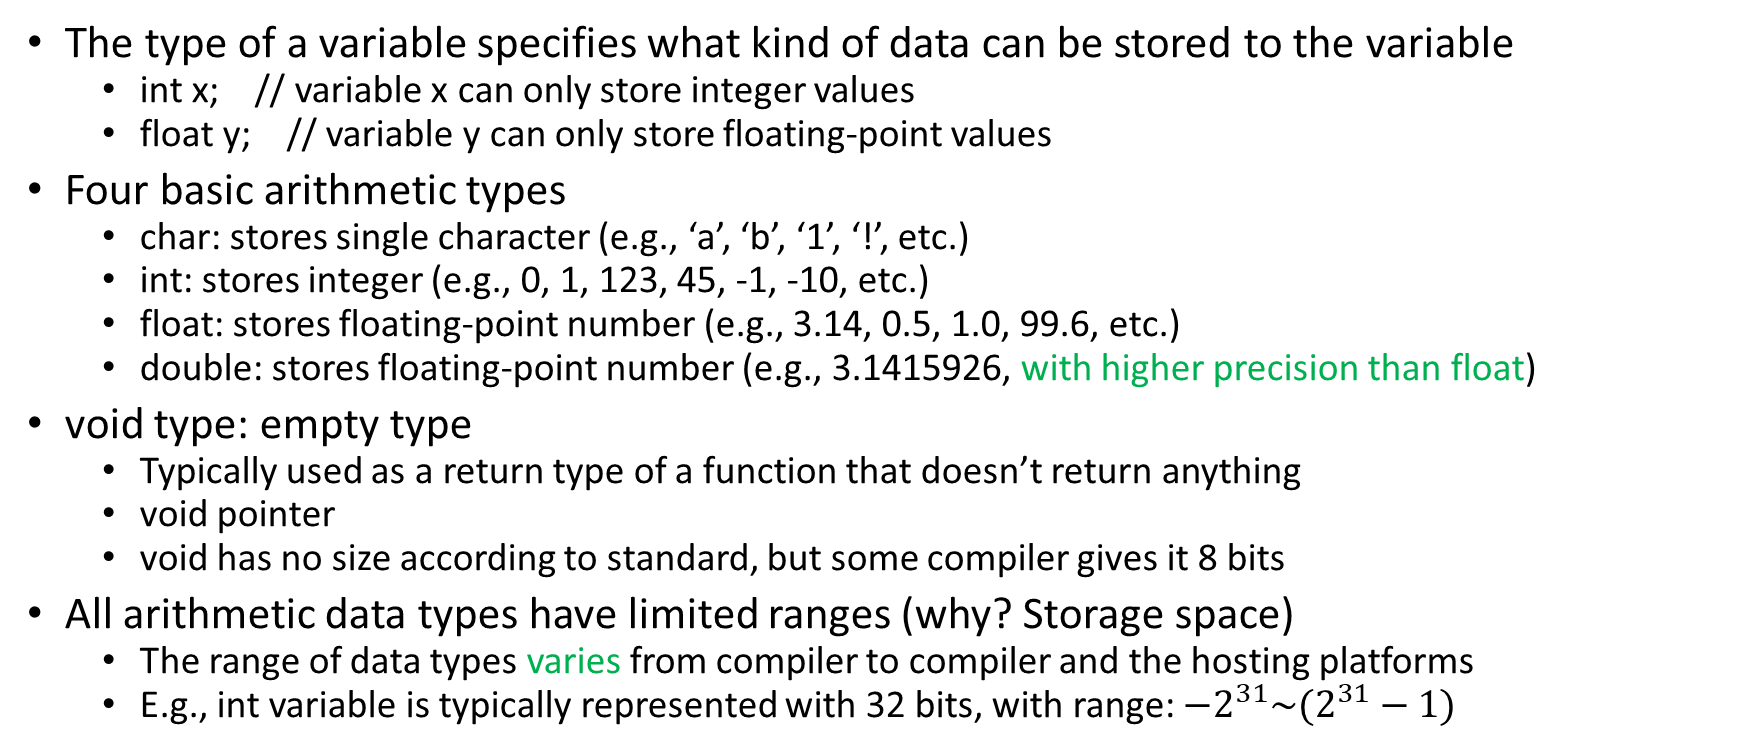 • The type of a variable specifies what kind of data can be stored to the variable
• int x;    // variable x can only store integer values
• float y;    // variable y can only store floating-point values
• Four basic arithmetic types
• char: stores single character (e.g., ‘a’, ‘b’, ‘1’, ‘!’, etc.)
• int: stores integer (e.g., 0, 1, 123, 45, -1, -10, etc.)
• float: stores floating-point number (e.g., 3.14, 0.5, 1.0, 99.6, etc.)
• double: stores floating-point number (e.g., 3.1415926, with higher precision than float)
• void type: empty type
• Typically used as a return type of a function that doesn’t return anything
• void pointer
• void has no size according to standard, but some compiler gives it 8 bits
• All arithmetic data types have limited ranges (why? Storage space)
• The range of data types varies from compiler to compiler and the hosting platforms
• E.g., int variable is typically represented with 32 bits, with range: −2³¹~(2³¹ − 1)